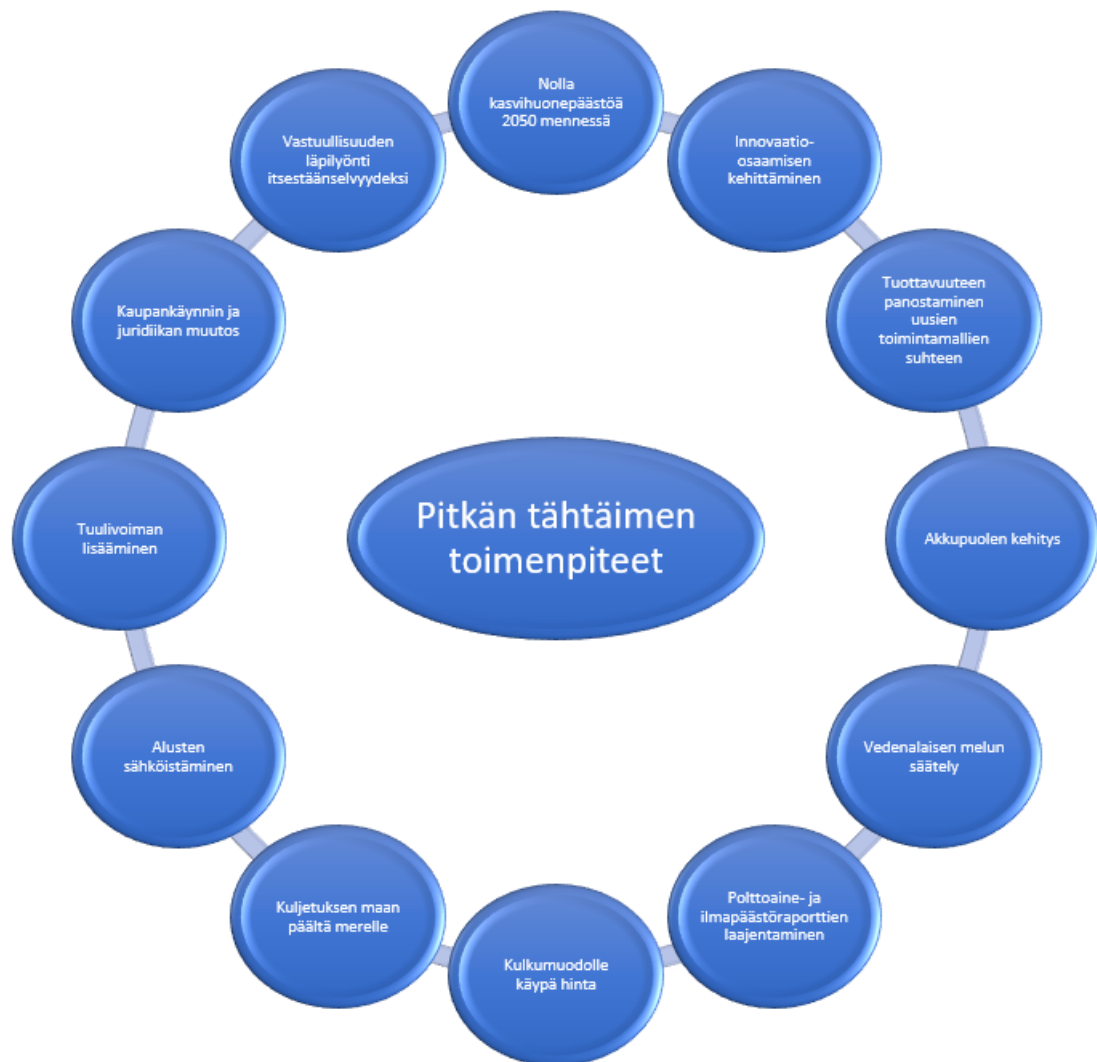 Nolla
kasvihuonepäästöä
2050 mennessä
Innovaatio-
osaamisen
kehittäminen
Tuottavuuteen
panostaminen
uusien
toimintamallien
suhteen
Akkupuolen kehitys
Vedenalaisen melun
säätely
Polttoaine- ja
ilmapäästöraporttien
laajentaminen
Kulkumuodolle
käypä hinta
Kuljetuksen maan
päältä merelle
Alusten
sähköistäminen
Tuulivoiman
lisääminen
Kaupankäynnin ja
juridiikan muutos
Vastuullisuuden
läpilyönti
itsestäänselvyydeksi
Pitkän tähtäimen
toimenpiteet